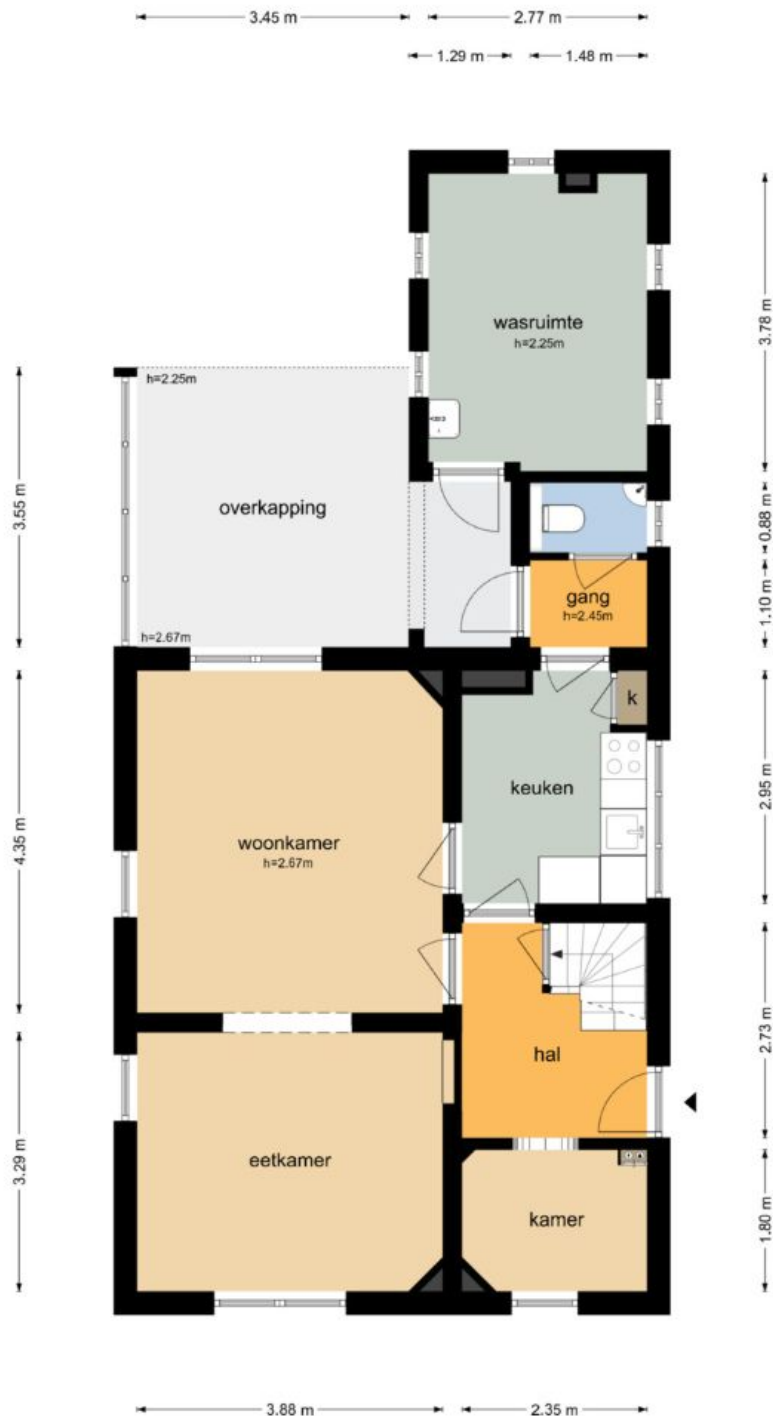 3.45 m
2.77 m
1.29 m
1.48 m
3.78 m
wasruimte
h=2.25m
h=2.25m
overkapping
3.55 m
0.88 m
gang
h=2.45m
1.10 m
h=2.67m
k
keuken
2.95 m
woonkamer
h=2.67m
4.35 m
hal
2.73 m
eetkamer
3.29 m
kamer
1.80 m
3.88 m
2.35 m